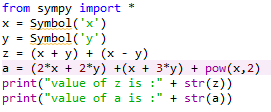 from sympy import *
x = Symbol('x')
y = Symbol('y')
z = (x + y) + (x - y)
a = (2*x + 2*y) +(x + 3*y) + pow(x,2)
print("value of z is :" + str(z))
print("value of a is :" + str(a))